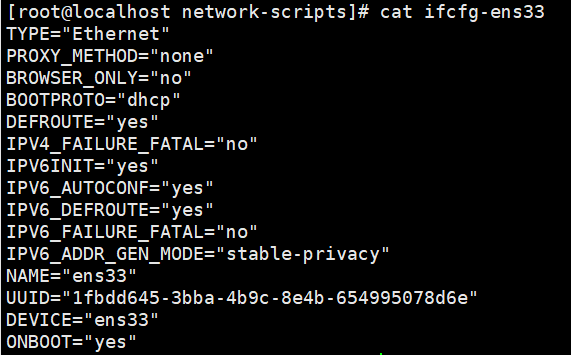 [root@localhost network-scripts]# cat ifcfg-ens33
TYPE="Ethernet"
PROXY_METHOD="none"
BROWSER_ONLY="no"
BOOTPROTO="dhcp"
DEFROUTE="yes"
IPV4_FAILURE_FATAL="no"
IPV6INIT="yes"
IPV6_AUTOCONF="yes"
IPV6_DEFROUTE="yes"
IPV6_FAILURE_FATAL="no"
IPV6_ADDR_GEN_MODE="stable-privacy"
NAME="ens33"
UUID="1fbdd645-3bba-4b9c-8e4b-654995078d6e"
DEVICE="ens33"
ONBOOT="yes"